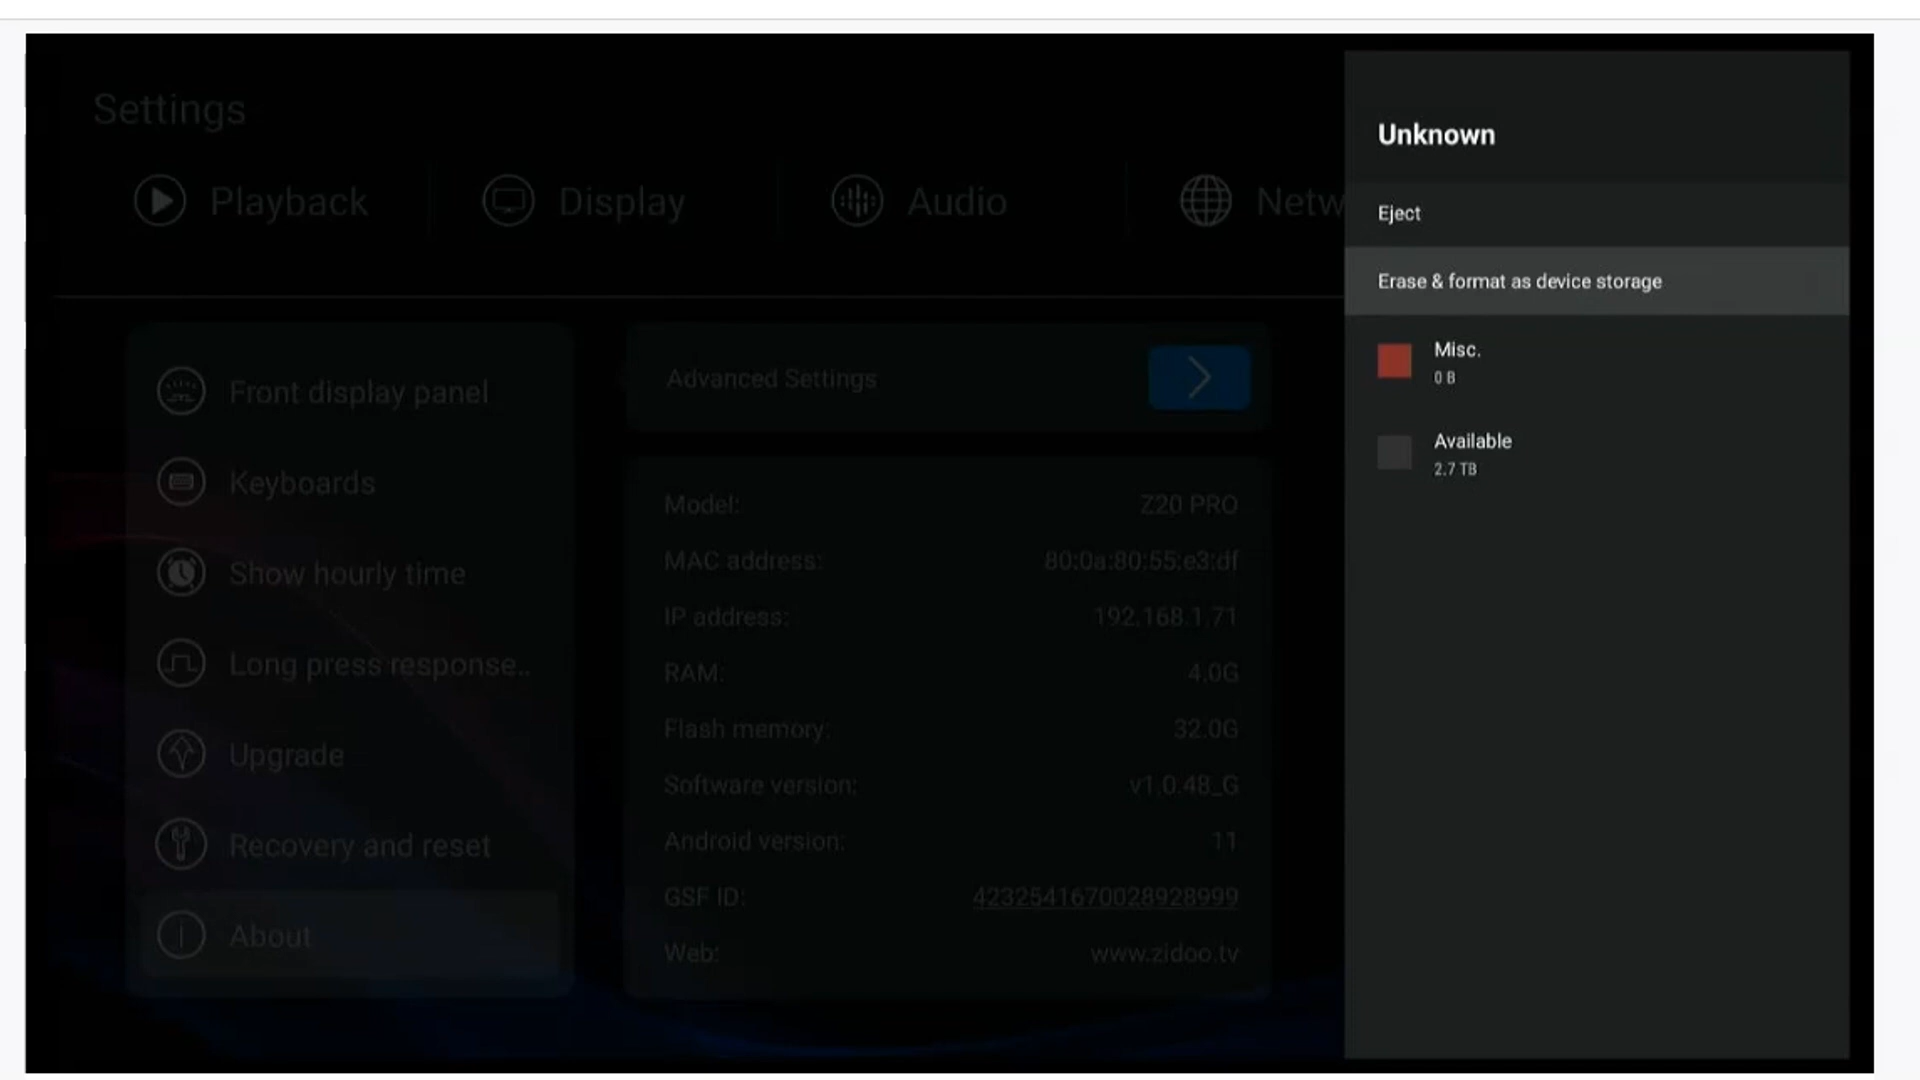 Settings
Playback
Display
Audio
Netw
Front display panel
Keyboards
Show hourly time
Long press response..
Upgrade
Recovery and reset
About
Advanced Settings
Model: Z20 PRO
MAC address: 80:0a:80:55:e3:df
IP address: 192.168.1.71
RAM: 4.0G
Flash memory: 32.0G
Software version: v1.0.48_G
Android version: 11
GSF ID: 4232541670028928999
Web: www.zidoo.tv
Unknown
Eject
Erase & format as device storage
Misc.
0 B
Available
2.7 TB